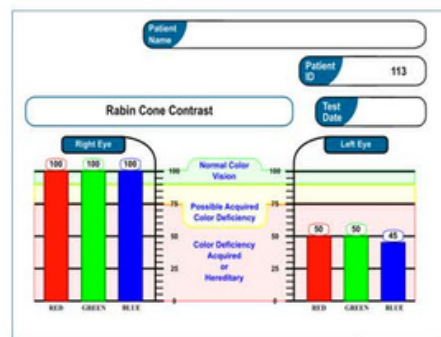 Patient
Name
Patient
ID
113
Rabin Cone Contrast
Test
Date
Right Eye
Left Eye
100 100 100
100
75
50
25
0
Normal Color
Vision
Possible Acquired
Color Deficiency
Color Deficiency
Acquired
or
Hereditary
100
75
50
25
0
50 50 45
RED GREEN BLUE
RED GREEN BLUE